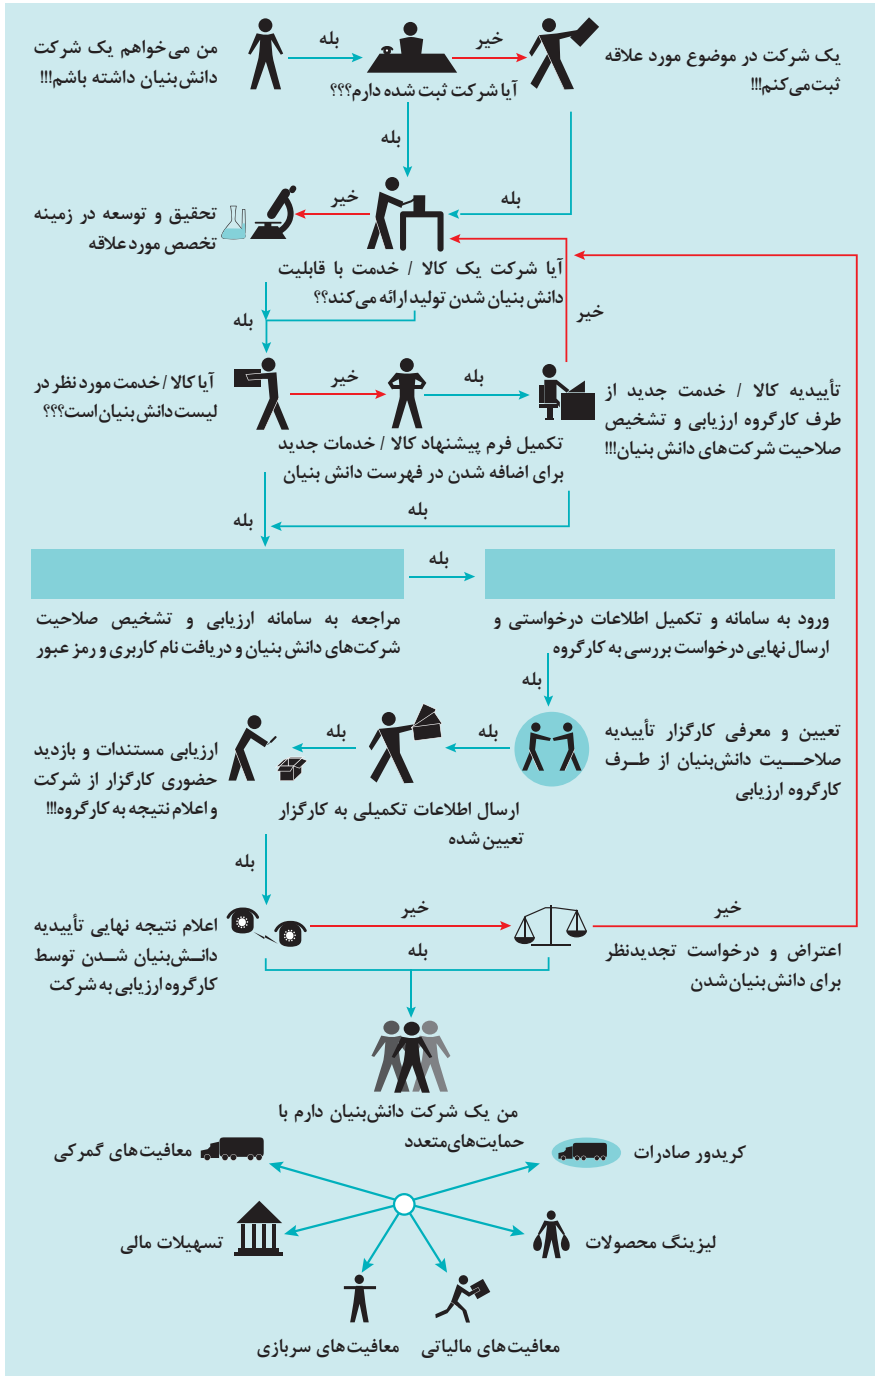 من می‌خواهم یک شرکت
دانش‌بنیان داشته باشم!!!
بله
آیا شرکت ثبت شده دارم؟؟؟
خیر
یک شرکت در موضوع مورد علاقه
ثبت‌می‌کنم!!!
بله
بله
خیر
تحقیق و توسعه در زمینه
تخصص مورد علاقه
آیا شرکت یک کالا / خدمت با قابلیت
دانش‌بنیان شدن تولید ارائه می‌کند؟؟
خیر
بله
آیا کالا / خدمت مورد نظر در
لیست دانش‌بنیان است؟؟؟
خیر
بله
تکمیل فرم پیشنهاد کالا / خدمات جدید
برای اضافه شدن در فهرست دانش بنیان
تأییدیه کالا / خدمت جدید از
طرف کارگروه ارزیابی و تشخیص
صلاحیت شرکت‌های دانش بنیان!!!
بله
بله
بله
مراجعه به سامانه ارزیابی و تشخیص صلاحیت
شرکت‌های دانش بنیان و دریافت نام کاربری و رمز عبور
ورود به سامانه و تکمیل اطلاعات درخواستی و
ارسال نهایی درخواست بررسی به کارگروه
بله
تعیین و معرفی کارگزار تأییدیه
صلاحــیت دانش‌بنیان از طــرف
کارگروه ارزیابی
بله
ارسال اطلاعات تکمیلی به کارگزار
تعیین شده
بله
ارزیابی مستندات و بازدید
حضوری کارگزار از شرکت
و اعلام نتیجه به کارگروه!!!
بله
اعلام نتیجه نهایی تأییدیه
دانــش‌بنیان شــدن توسط
کارگروه ارزیابی به شرکت
خیر
بله
خیر
اعتراض و درخواست تجدیدنظر
برای دانش‌بنیان‌شدن
من یک شرکت دانش‌بنیان دارم با
حمایت‌های‌متعدد
کریدور صادرات
معافیت‌های گمرکی
لیزینگ محصولات
تسهیلات مالی
معافیت‌های مالیاتی
معافیت‌های سربازی